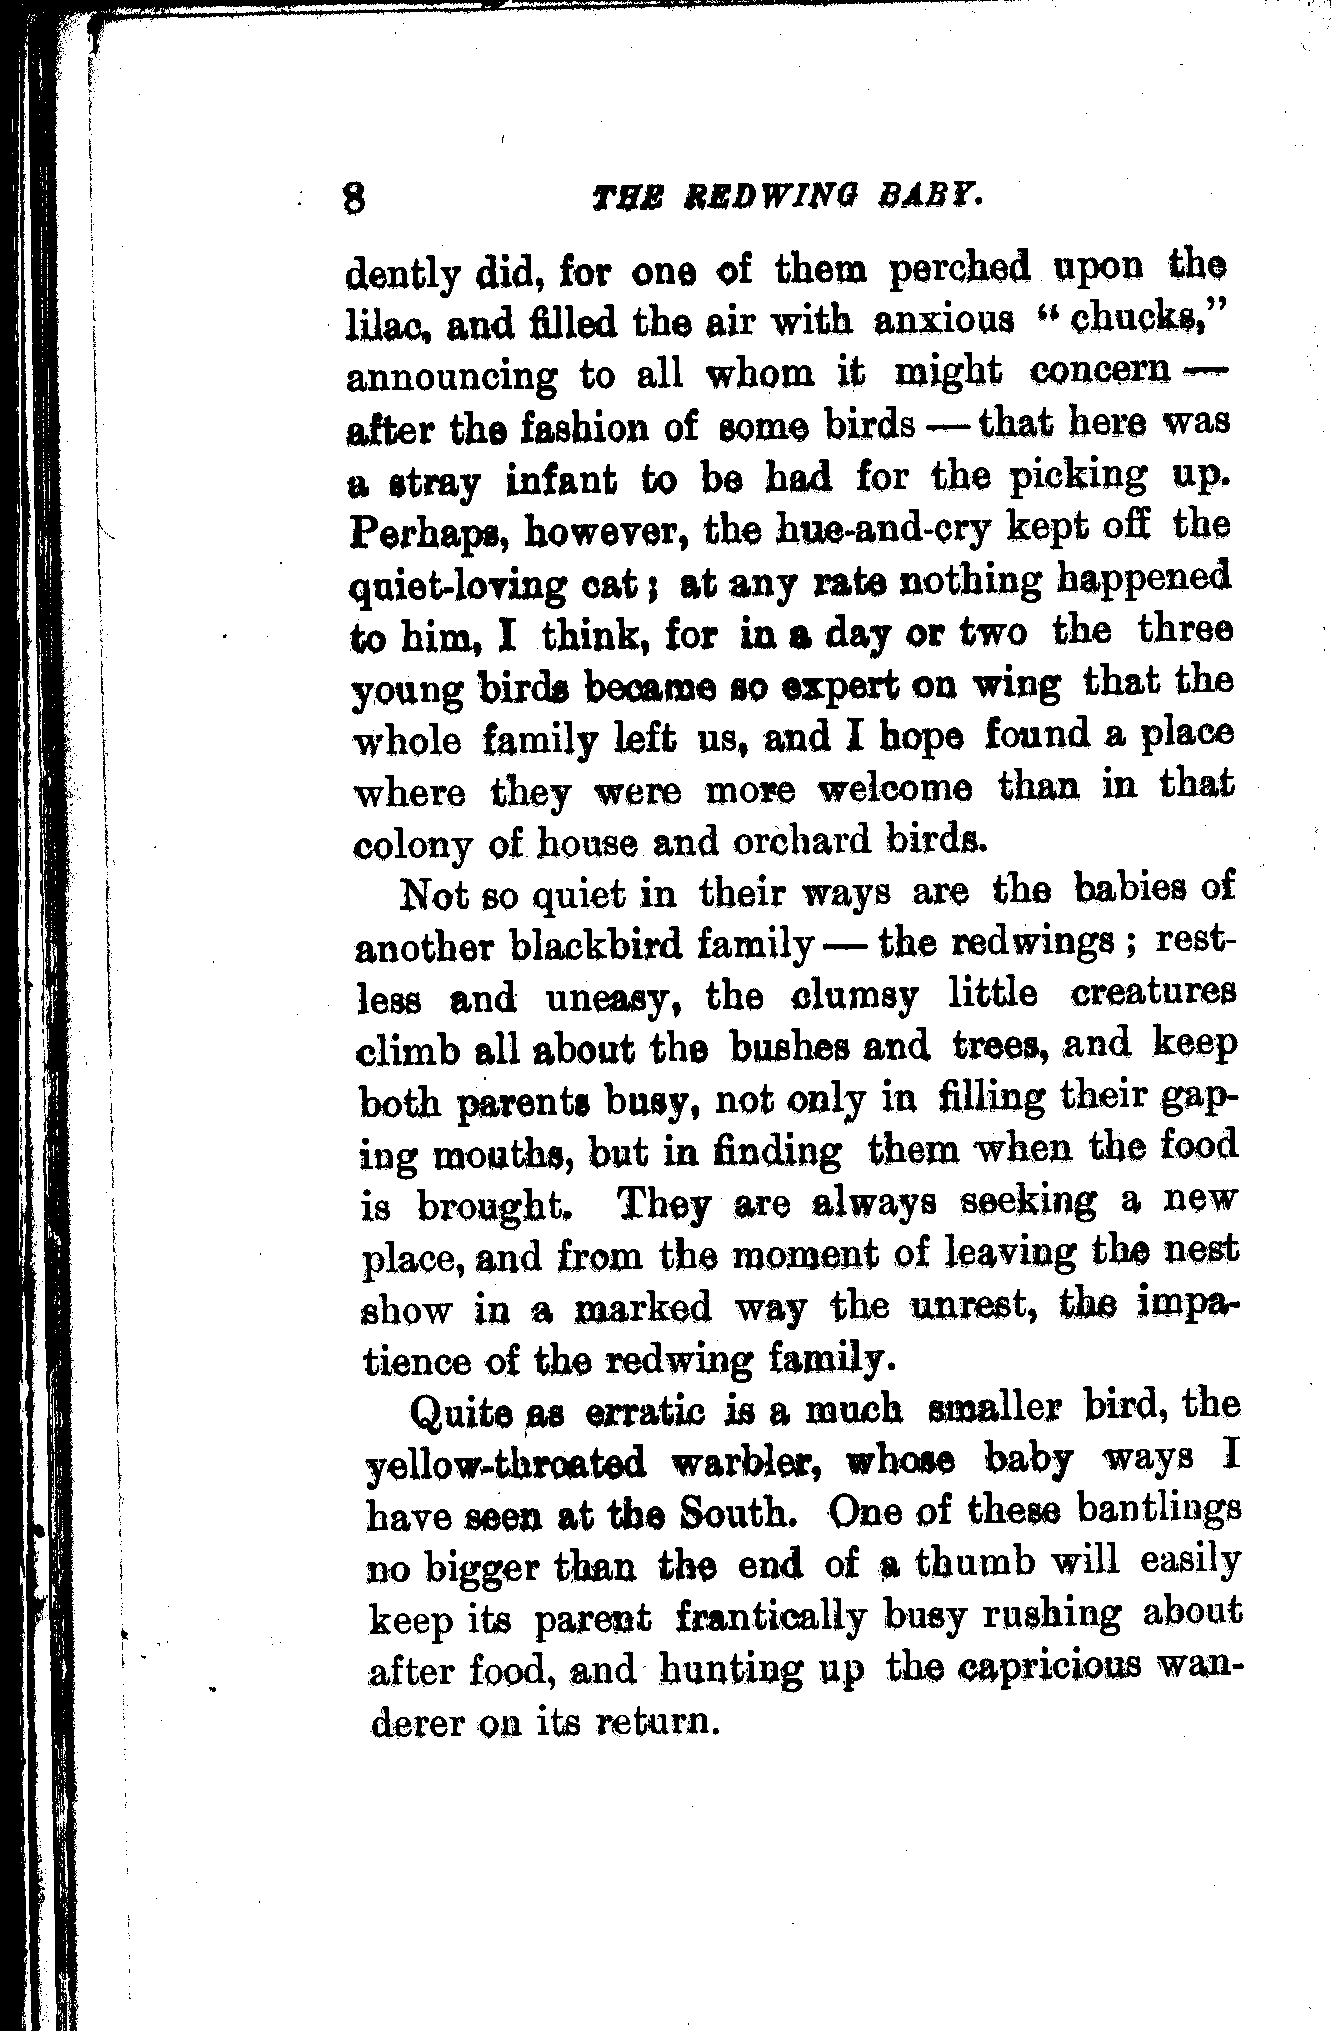 8 THE REDWING BABY.
dently did, for one of them perched upon the
lilac, and filled the air with anxious “ chucks,”
announcing to all whom it might concern —
after the fashion of some birds — that here was
a stray infant to be had for the picking up.
Perhaps, however, the hue-and-cry kept off the
quiet-loving cat ; at any rate nothing happened
to him, I think, for in a day or two the three
young birds became so expert on wing that the
whole family left us, and I hope found a place
where they were more welcome than in that
colony of house and orchard birds.
Not so quiet in their ways are the babies of
another blackbird family — the redwings ; rest-
less and uneasy, the clumsy little creatures
climb all about the bushes and trees, and keep
both parents busy, not only in filling their gap-
ing mouths, but in finding them when the food
is brought. They are always seeking a new
place, and from the moment of leaving the nest
show in a marked way the unrest, the impa-
tience of the redwing family.
Quite as erratic is a much smaller bird, the
yellow-throated warbler, whose baby ways I
have seen at the South. One of these bantlings
no bigger than the end of a thumb will easily
keep its parent frantically busy rushing about
after food, and hunting up the capricious wan-
derer on its return.